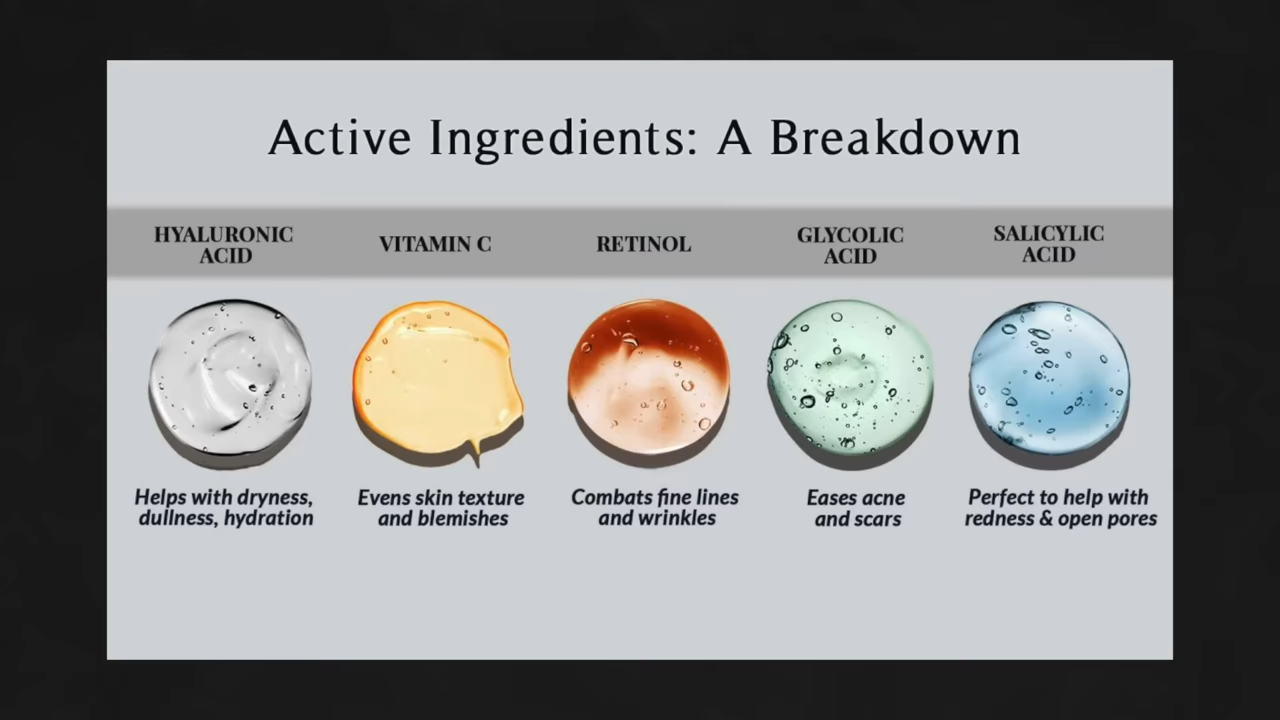 Active Ingredients: A Breakdown
HYALURONIC
ACID
VITAMIN C
RETINOL
GLYCOLIC
ACID
SALICYLIC
ACID
Helps with dryness,
dullness, hydration
Evens skin texture
and blemishes
Combats fine lines
and wrinkles
Eases acne
and scars
Perfect to help with
redness & open pores